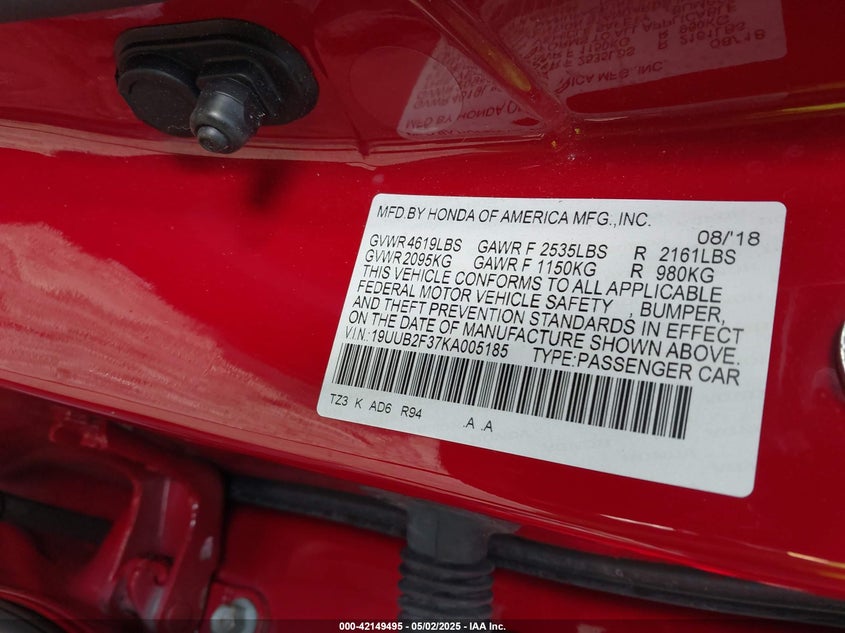 MFD.BY HONDA OF AMERICA MFG.,INC. 08/'18
GVWR 4619LBS GAWR F 2535LBS R 2161LBS
GVWR 2095KG GAWR F 1150KG R 980KG
THIS VEHICLE CONFORMS TO ALL APPLICABLE
FEDERAL MOTOR VEHICLE SAFETY , BUMPER,
AND THEFT PREVENTION STANDARDS IN EFFECT
ON THE DATE OF MANUFACTURE SHOWN ABOVE.
V.I.N.:19UUB2F37KA005185 TYPE:PASSENGER CAR
TZ3 K AD6 R94 .A .A
000-42149495 - 05/02/2025 - IAA Inc.